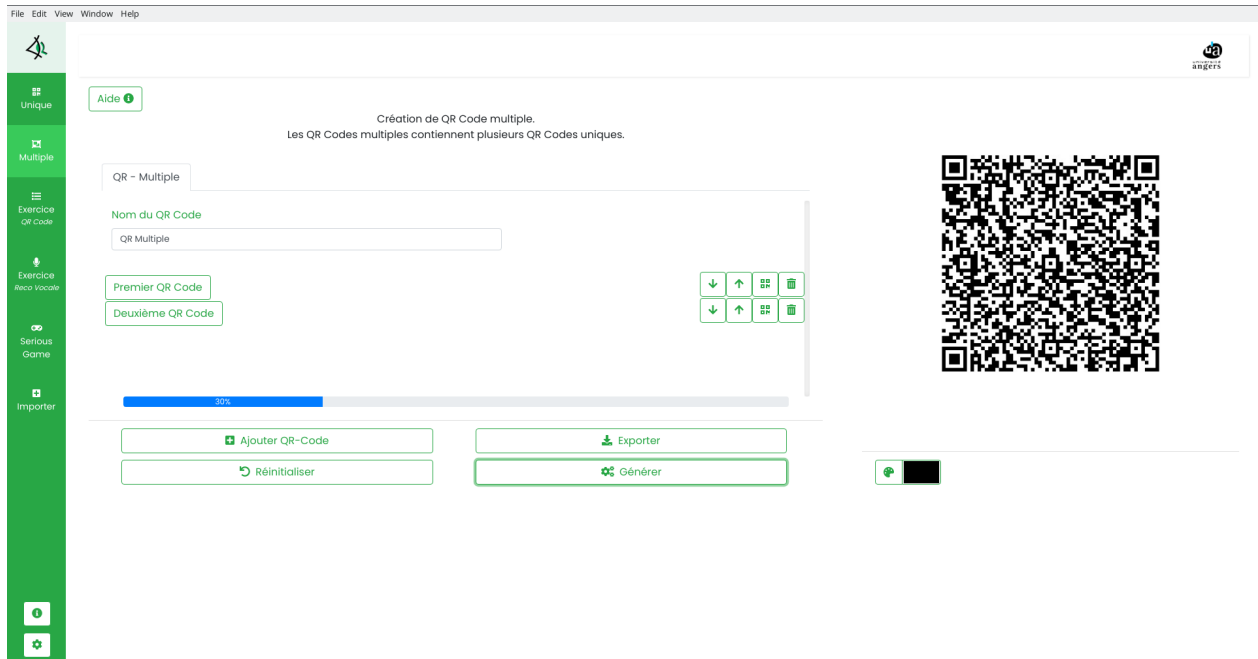 File Edit View Window Help
université
angers
Unique
Multiple
Exercice
QR Code
Exercice
Reco Vocale
Serious
Game
Importer
Aide
Création de QR Code multiple.
Les QR Codes multiples contiennent plusieurs QR Codes uniques.
QR - Multiple
Nom du QR Code
QR Multiple
Premier QR Code
Deuxième QR Code
30%
Ajouter QR-Code
Exporter
Réinitialiser
Générer